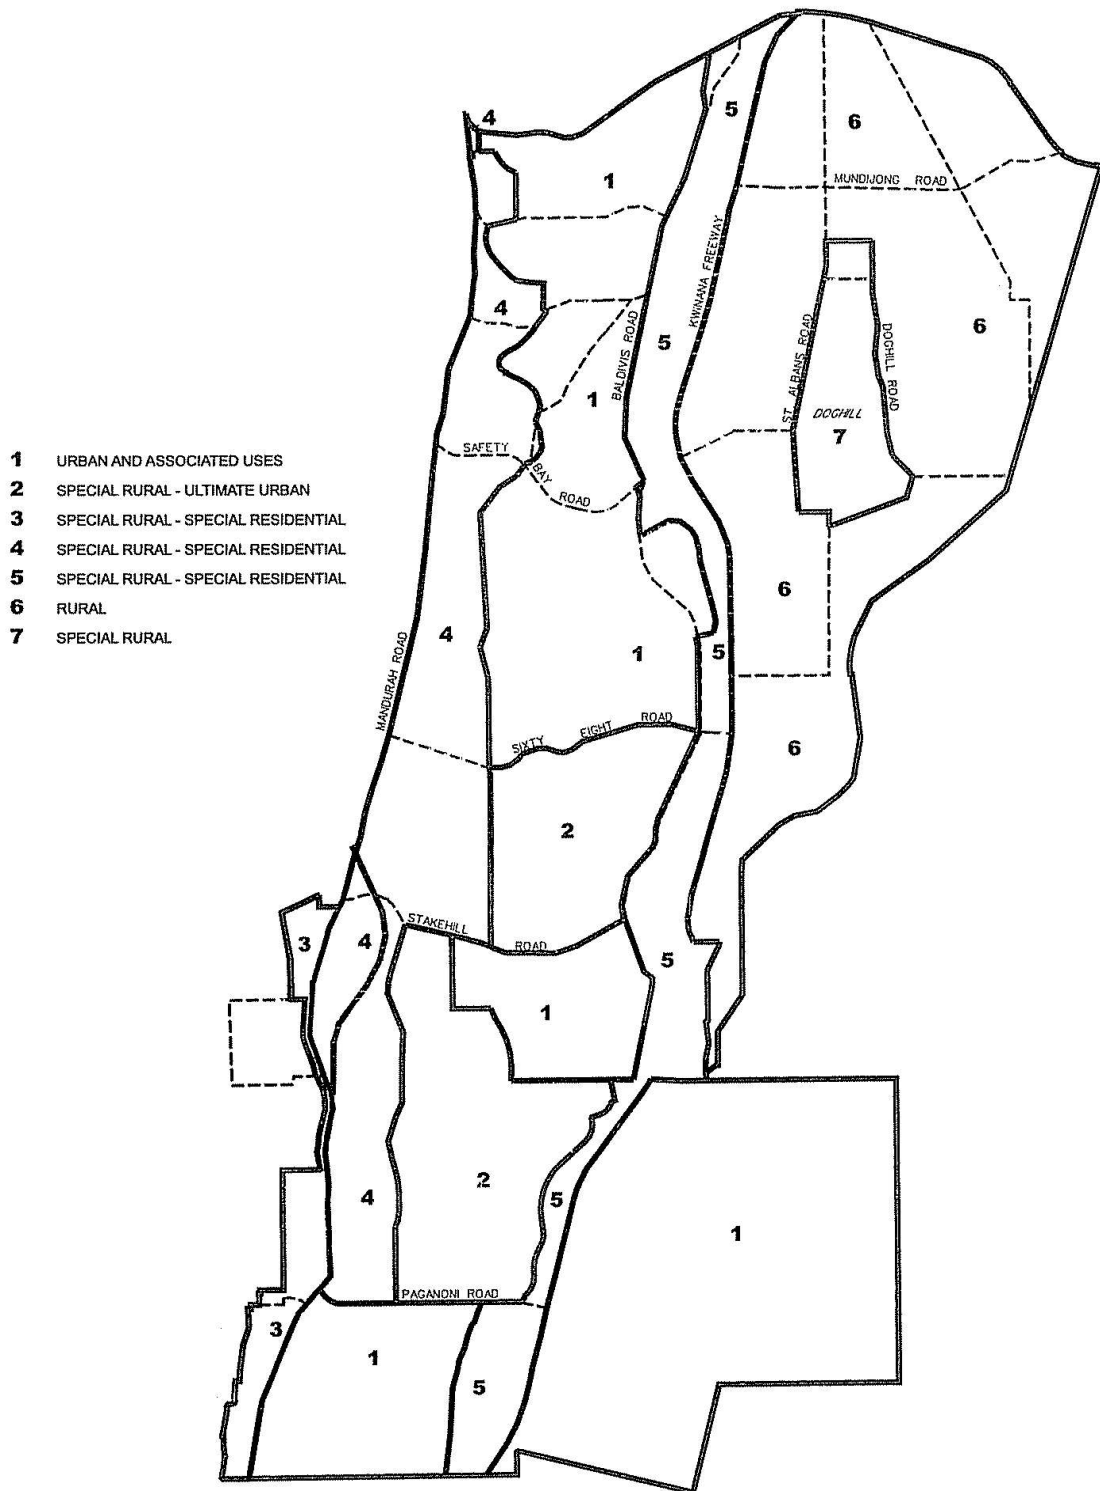 4
5
6
1
MUNDIJONG ROAD
KWINANA FREEWAY
4
5
BALDIVIS ROAD
ST ALBANS ROAD
DOGHILL ROAD
6
1
DOGHILL
7
SAFETY BAY ROAD
1 URBAN AND ASSOCIATED USES
2 SPECIAL RURAL - ULTIMATE URBAN
3 SPECIAL RURAL - SPECIAL RESIDENTIAL
4 SPECIAL RURAL - SPECIAL RESIDENTIAL
5 SPECIAL RURAL - SPECIAL RESIDENTIAL
6 RURAL
7 SPECIAL RURAL
6
4
1
5
MANDURAH ROAD
SIXTY EIGHT ROAD
6
2
STAKEHILL ROAD
3
4
5
1
2
4
5
1
PAGANONI ROAD
3
1
5